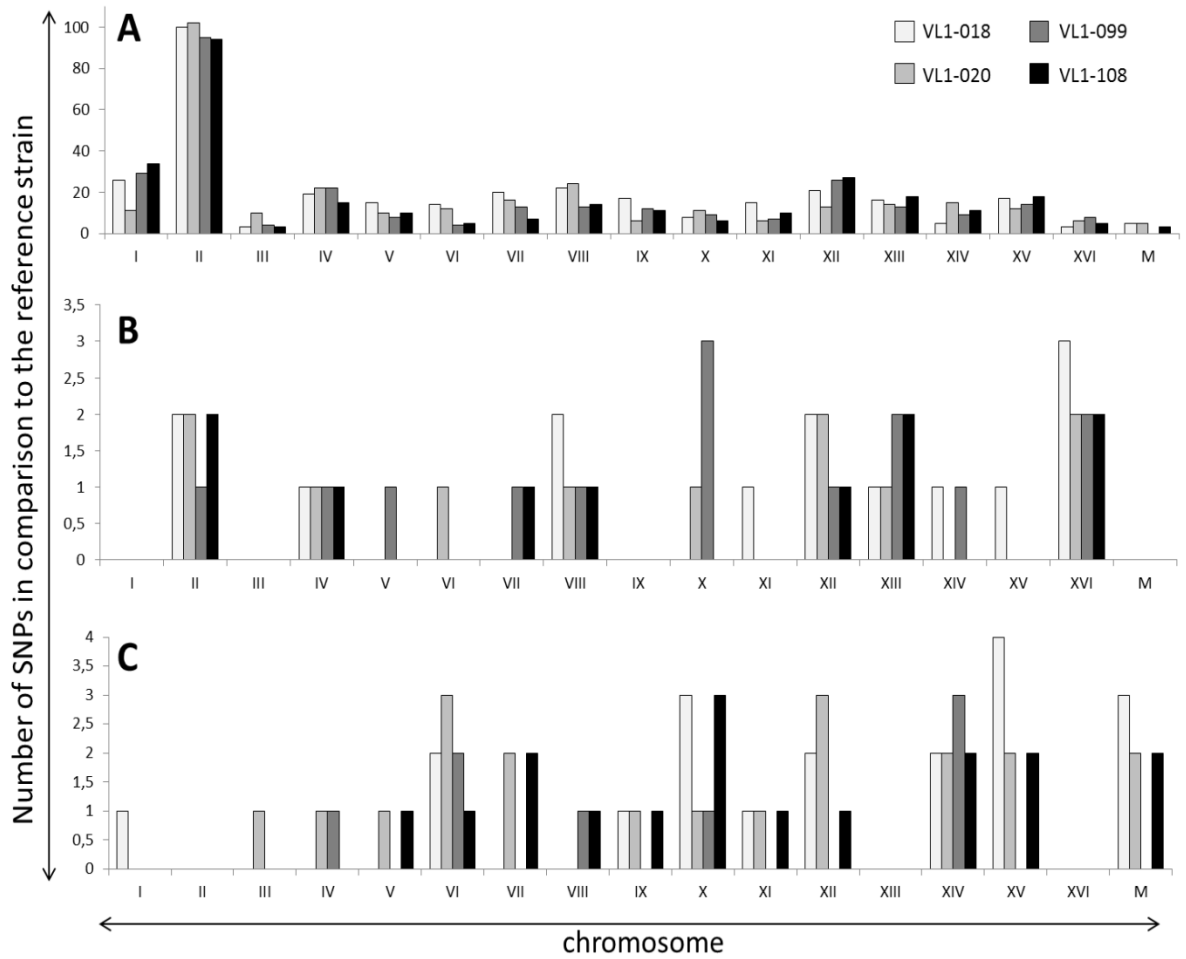 Number of SNPs in comparison to the reference strain
A
VL1-018
VL1-099
VL1-020
VL1-108
100
80
60
40
20
0
I II III IV V VI VII VIII IX X XI XII XIII XIV XV XVI M
B
3,5
3
2,5
2
1,5
1
0,5
0
I II III IV V VI VII VIII IX X XI XII XIII XIV XV XVI M
C
4
3,5
3
2,5
2
1,5
1
0,5
0
I II III IV V VI VII VIII IX X XI XII XIII XIV XV XVI M
chromosome